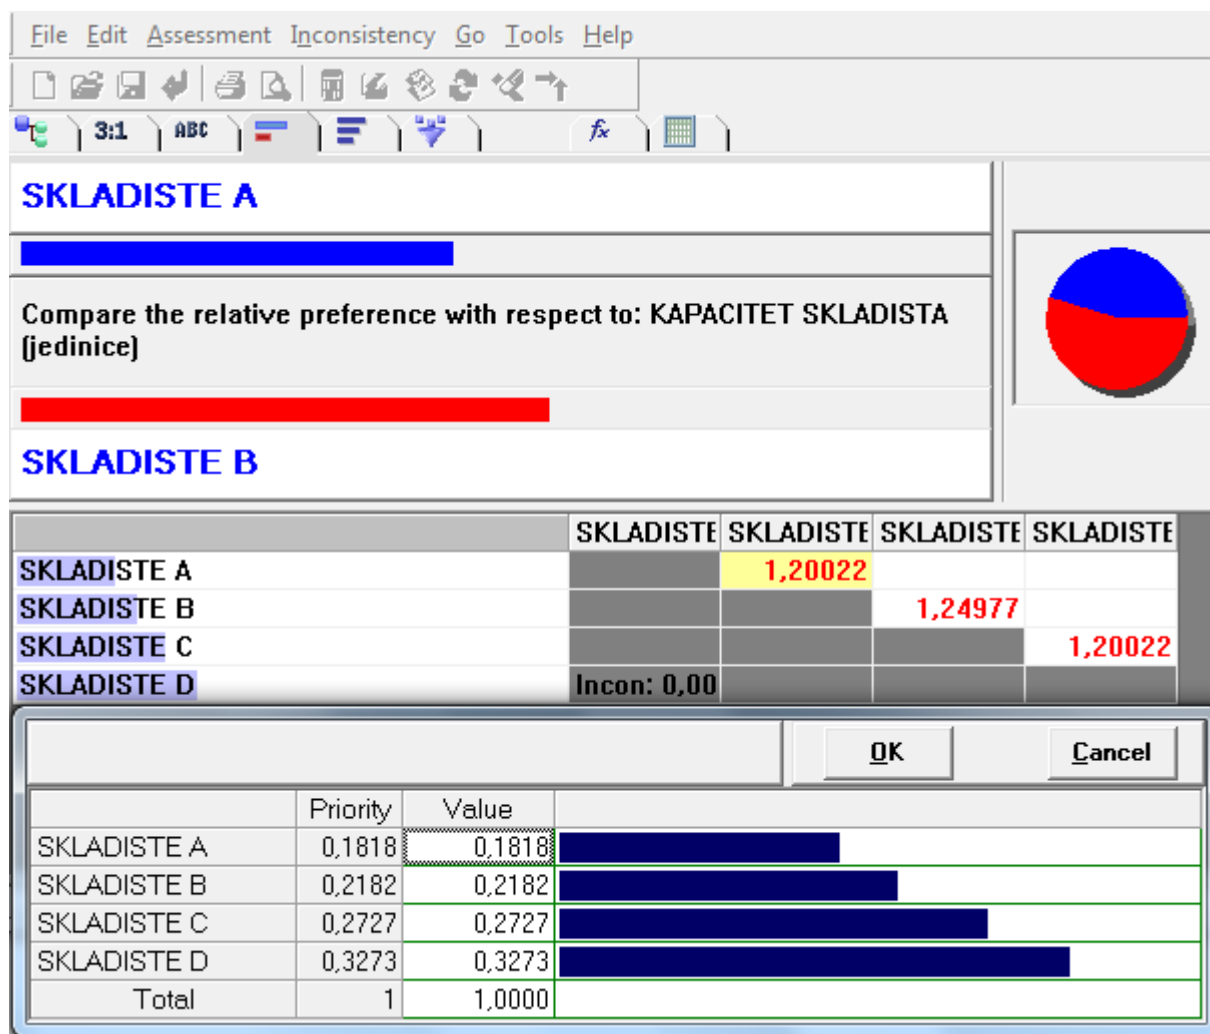 File Edit Assessment Inconsistency Go Tools Help
3:1 ABC fx
SKLADISTE A
Compare the relative preference with respect to: KAPACITET SKLADISTA
(jedinice)
SKLADISTE B
SKLADISTE SKLADISTE SKLADISTE SKLADISTE
SKLADISTE A 1,20022
SKLADISTE B 1,24977
SKLADISTE C 1,20022
SKLADISTE D Incon: 0,00
OK Cancel
Priority Value
SKLADISTE A 0,1818 0,1818
SKLADISTE B 0,2182 0,2182
SKLADISTE C 0,2727 0,2727
SKLADISTE D 0,3273 0,3273
Total 1 1,0000